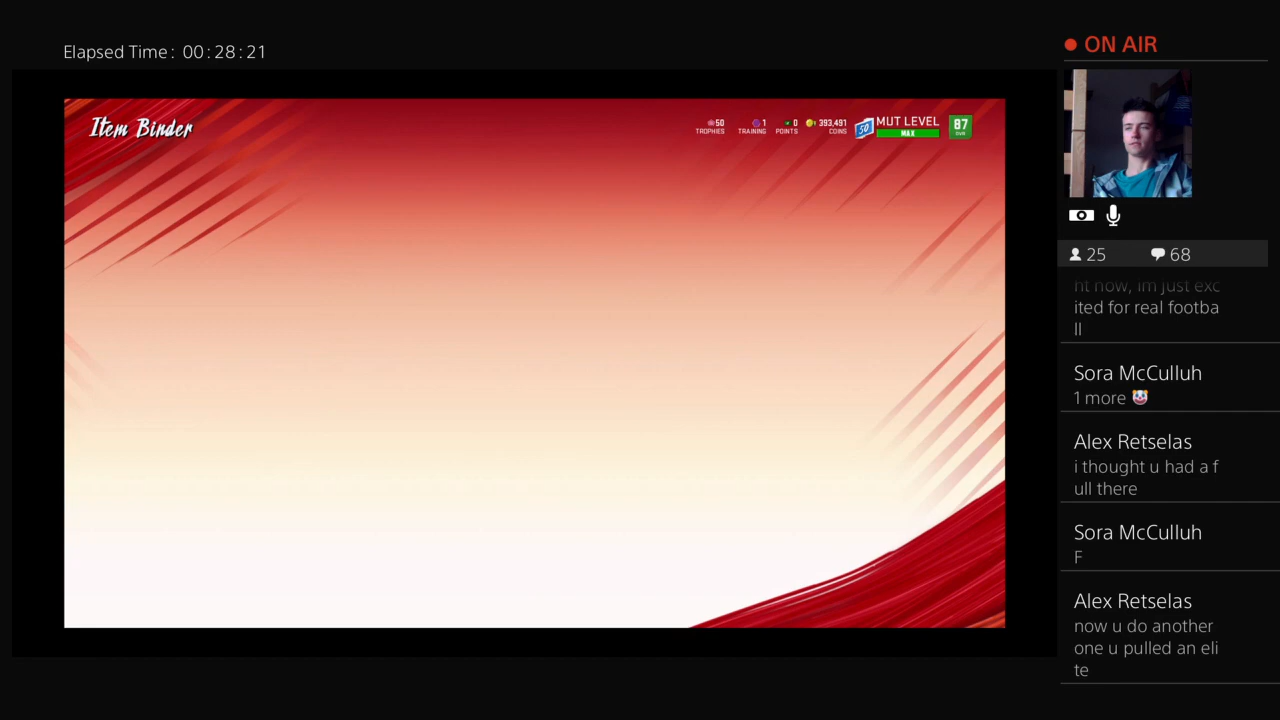 Elapsed Time: 00:28:21
ON AIR
Item Binder
50 TROPHIES
1 TRAINING
0 POINTS
393,491 COINS
50
MUT LEVEL
MAX
87 OVR
25 68
ht now, im just exc
ited for real footba
ll
Sora McCulluh
1 more 🤡
Alex Retselas
i thought u had a f
ull there
Sora McCulluh
F
Alex Retselas
now u do another
one u pulled an eli
te